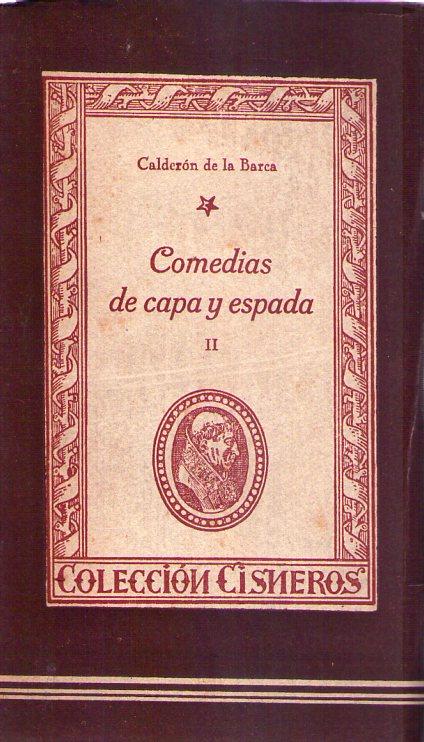 Calderón de la Barca
Comedias
de capa y espada
II
COLECCIÓN CISNEROS